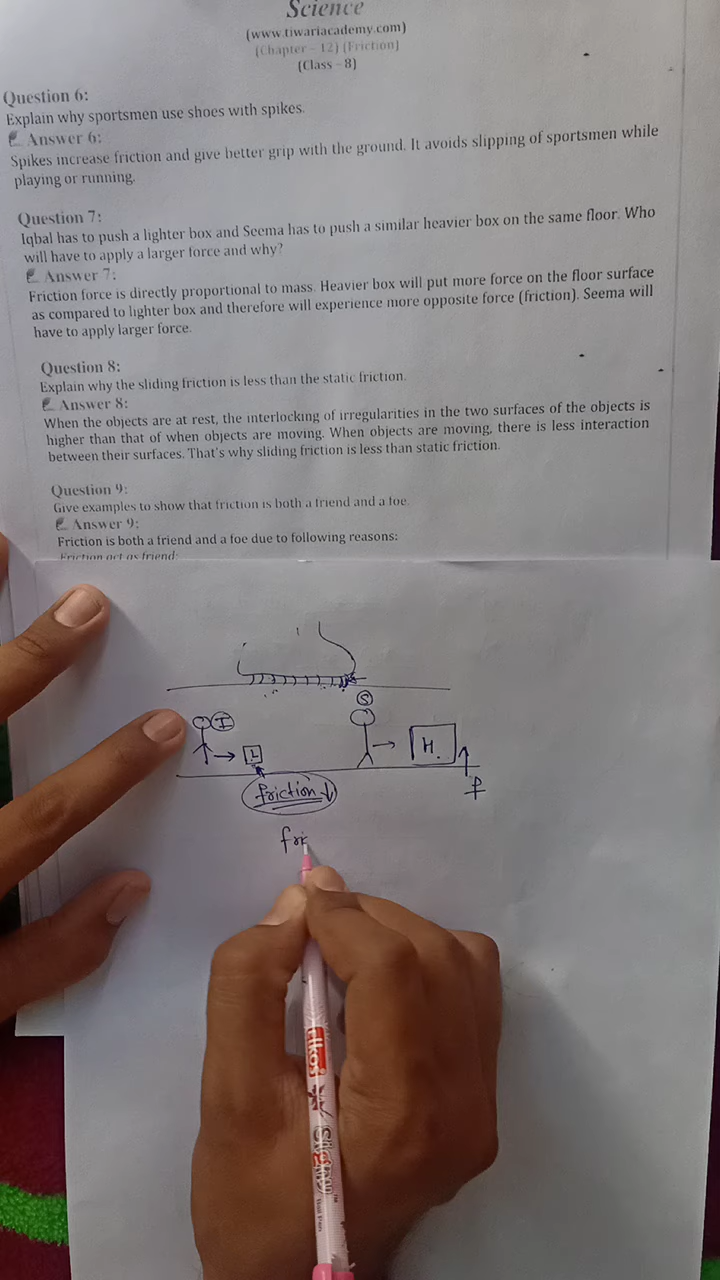 Science
(www.tiwariacademy.com)
(Chapter – 12) (Friction)
(Class – 8)
Question 6:
Explain why sportsmen use shoes with spikes.
Answer 6:
Spikes increase friction and give better grip with the ground. It avoids slipping of sportsmen while
playing or running.
Question 7:
Iqbal has to push a lighter box and Seema has to push a similar heavier box on the same floor. Who
will have to apply a larger force and why?
Answer 7:
Friction force is directly proportional to mass. Heavier box will put more force on the floor surface
as compared to lighter box and therefore will experience more opposite force (friction). Seema will
have to apply larger force.
Question 8:
Explain why the sliding friction is less than the static friction.
Answer 8:
When the objects are at rest, the interlocking of irregularities in the two surfaces of the objects is
higher than that of when objects are moving. When objects are moving, there is less interaction
between their surfaces. That's why sliding friction is less than static friction.
Question 9:
Give examples to show that friction is both a friend and a foe.
Answer 9:
Friction is both a friend and a foe due to following reasons:
Friction act as friend:
S
I
L
H.
friction ↓
f
fri
elkos